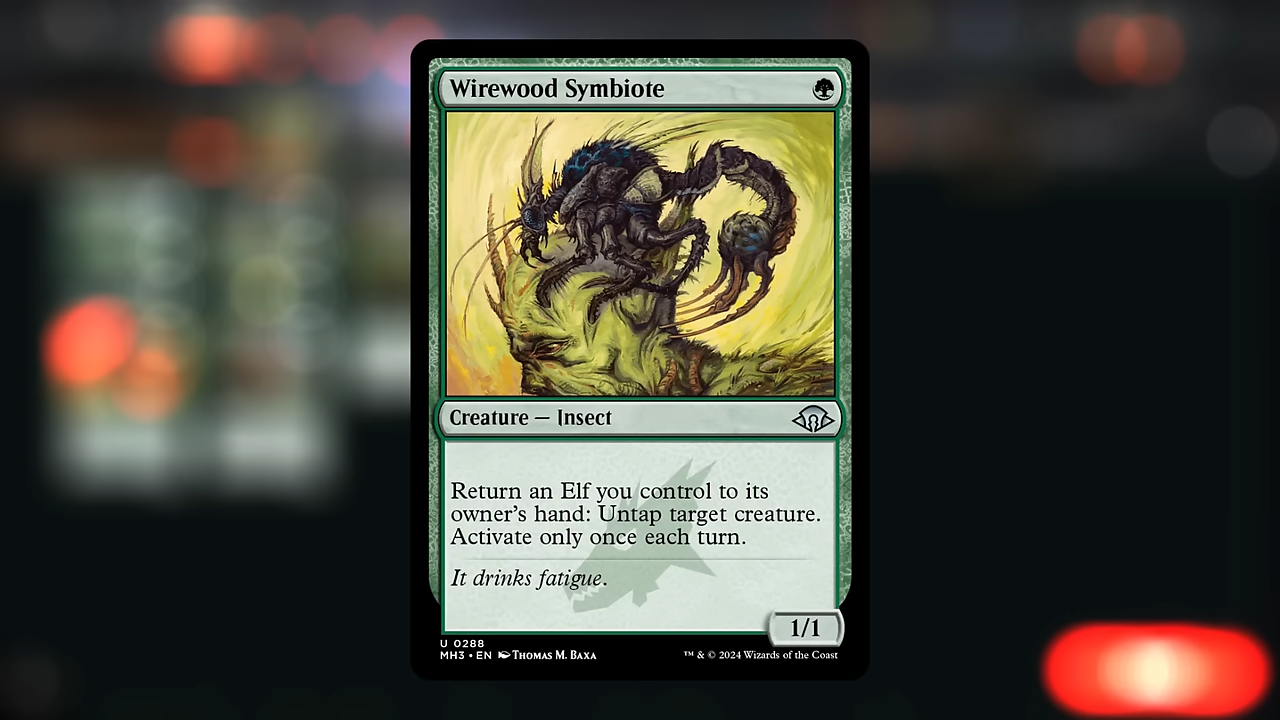 Wirewood Symbiote
Creature — Insect
Return an Elf you control to its
owner's hand: Untap target creature.
Activate only once each turn.
It drinks fatigue.
1/1
U 0288
MH3 • EN Thomas M. Baxa
™ & © 2024 Wizards of the Coast